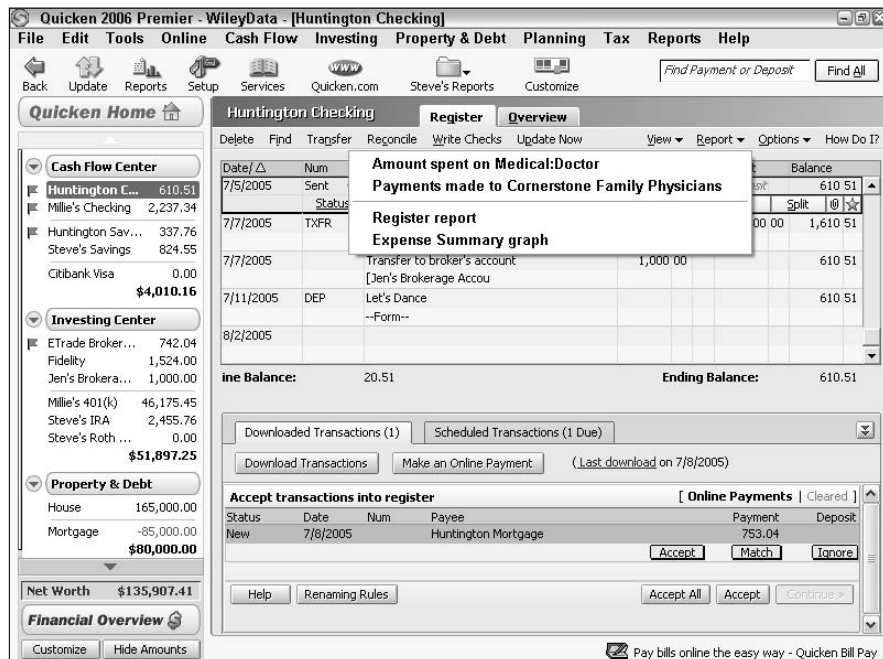 Quicken 2006 Premier - WileyData - [Huntington Checking]
File Edit Tools Online Cash Flow Investing Property & Debt Planning Tax Reports Help
Back Update Reports Setup Services Quicken.com Steve's Reports Customize
www
Find Payment or Deposit Find All
Quicken Home
Cash Flow Center
Huntington C... 610.51
Millie's Checking 2,237.34
Huntington Sav... 337.76
Steve's Savings 824.55
Citibank Visa 0.00
$4,010.16
Investing Center
ETrade Broker... 742.04
Fidelity 1,524.00
Jen's Brokera... 1,000.00
Millie's 401(k) 46,175.45
Steve's IRA 2,455.76
Steve's Roth ... 0.00
$51,897.25
Property & Debt
House 165,000.00
Mortgage -85,000.00
$80,000.00
Net Worth $135,907.41
Financial Overview
Customize Hide Amounts
Huntington Checking Register Overview
Delete Find Transfer Reconcile Write Checks Update Now View Report Options How Do I?
Amount spent on Medical:Doctor
Payments made to Cornerstone Family Physicians
Register report
Expense Summary graph
Date/ Num Balance
7/5/2005 Sent 610 51
Status Split
7/7/2005 TXFR 00 00 1,610 51
7/7/2005 Transfer to broker's account 1,000 00 610 51
[Jen's Brokerage Accou
7/11/2005 DEP Let's Dance 610 51
--Form--
8/2/2005
ine Balance: 20.51 Ending Balance: 610.51
Downloaded Transactions (1) Scheduled Transactions (1 Due)
Download Transactions Make an Online Payment (Last download on 7/8/2005)
Accept transactions into register [ Online Payments | Cleared ]
Status Date Num Payee Payment Deposit
New 7/8/2005 Huntington Mortgage 753.04
Accept Match Ignore
Help Renaming Rules Accept All Accept Continue »
Pay bills online the easy way - Quicken Bill Pay